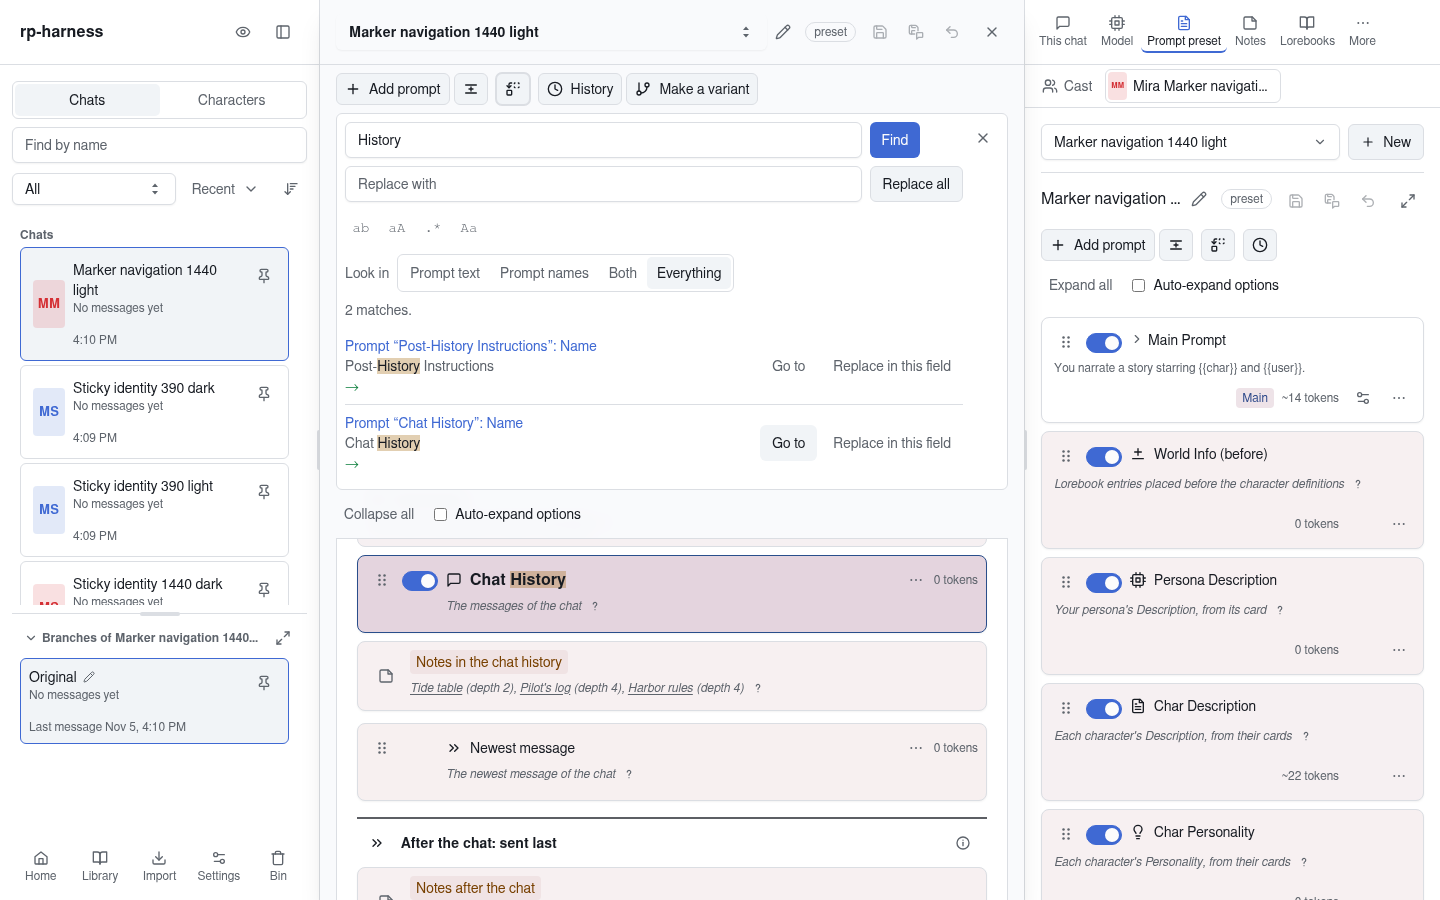 rp-harness
Chats
Characters
Find by name
All
Recent
Chats
MM
Marker navigation 1440 light
No messages yet
4:10 PM
MS
Sticky identity 390 dark
No messages yet
4:09 PM
MS
Sticky identity 390 light
No messages yet
4:09 PM
Sticky identity 1440 dark
No messages yet
Branches of Marker navigation 1440...
Original
No messages yet
Last message Nov 5, 4:10 PM
Home
Library
Import
Settings
Bin
Marker navigation 1440 light
preset
Add prompt
History
Make a variant
History
Find
Replace with
Replace all
ab
aA
.*
Aa
Look in
Prompt text
Prompt names
Both
Everything
2 matches.
Prompt “Post-History Instructions”: Name
Post-History Instructions
→
Go to
Replace in this field
Prompt “Chat History”: Name
Chat History
→
Go to
Replace in this field
Collapse all
Auto-expand options
Chat History
0 tokens
The messages of the chat ?
Notes in the chat history
Tide table (depth 2), Pilot's log (depth 4), Harbor rules (depth 4) ?
Newest message
0 tokens
The newest message of the chat ?
After the chat: sent last
Notes after the chat
This chat
Model
Prompt preset
Notes
Lorebooks
More
Cast
MM
Mira Marker navigati...
Marker navigation 1440 light
New
Marker navigation ...
preset
Add prompt
Expand all
Auto-expand options
Main Prompt
You narrate a story starring {{char}} and {{user}}.
Main
~14 tokens
World Info (before)
Lorebook entries placed before the character definitions ?
0 tokens
Persona Description
Your persona's Description, from its card ?
0 tokens
Char Description
Each character's Description, from their cards ?
~22 tokens
Char Personality
Each character's Personality, from their cards ?